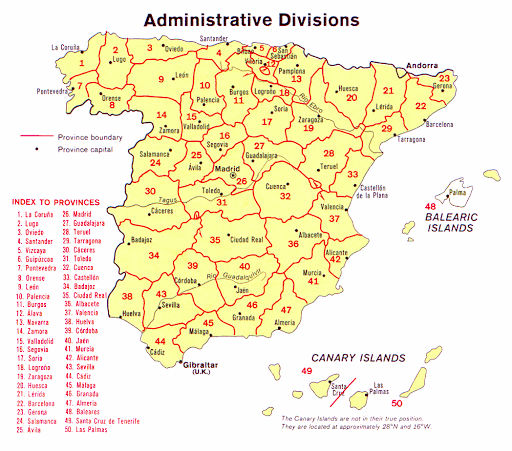 Administrative Divisions
La Coruña
Lugo
Oviedo
Santander
Bilbao
San
Sebastián
Vitoria
Pamplona
Andorra
1
2
3
4
5
6
12
13
León
9
Pontevedra
7
Orense
8
10
Palencia
Burgos
11
Logroño
18
Huesca
20
21
Lérida
23
Gerona
22
Barcelona
Río Ebro
Soria
17
Zaragoza
19
29
Tarragona
14
Zamora
15
Valladolid
Province boundary
Province capital
Salamanca
24
25
Ávila
16
Segovia
27
Guadalajara
Madrid
26
28
Teruel
33
Castellón
de la Plana
30
Tagus
Toledo
31
Cuenca
32
Cáceres
Valencia
37
48
Palma
BALEARIC
ISLANDS
Badajoz
34
35
Ciudad Real
Albacete
36
Alicante
42
39
40
Río Guadalquivir
Córdoba
Jaén
Murcia
41
38
Huelva
43
Sevilla
46
Granada
47
Almería
45
Málaga
44
Cádiz
Gibraltar
(U.K.)
INDEX TO PROVINCES
1. La Coruña 26. Madrid
2. Lugo 27. Guadalajara
3. Oviedo 28. Teruel
4. Santander 29. Tarragona
5. Vizcaya 30. Cáceres
6. Guipúzcoa 31. Toledo
7. Pontevedra 32. Cuenca
8. Orense 33. Castellón
9. León 34. Badajoz
10. Palencia 35. Ciudad Real
11. Burgos 36. Albacete
12. Álava 37. Valencia
13. Navarra 38. Huelva
14. Zamora 39. Córdoba
15. Valladolid 40. Jaén
16. Segovia 41. Murcia
17. Soria 42. Alicante
18. Logroño 43. Sevilla
19. Zaragoza 44. Cádiz
20. Huesca 45. Málaga
21. Lérida 46. Granada
22. Barcelona 47. Almería
23. Gerona 48. Baleares
24. Salamanca 49. Santa Cruz de Tenerife
25. Ávila 50. Las Palmas
CANARY ISLANDS
49
Santa
Cruz
Las
Palmas
50
The Canary Islands are not in their true position.
They are located at approximately 28°N and 16°W.